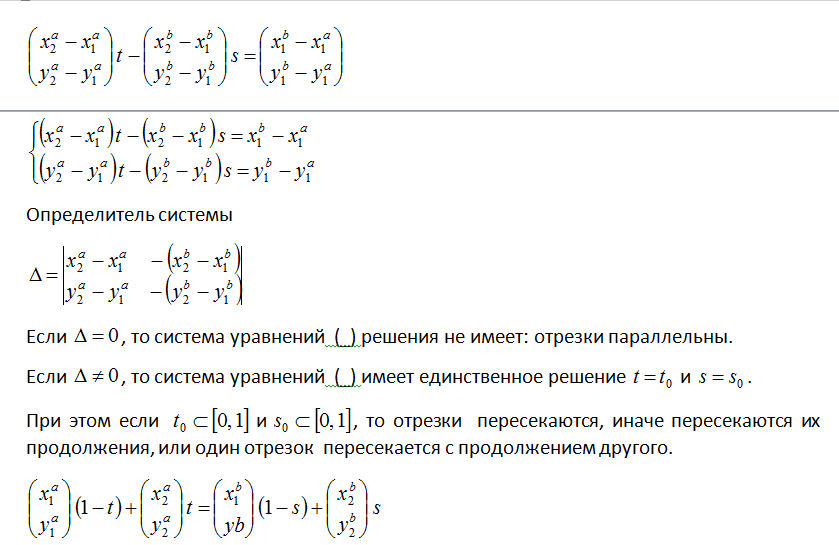 (x₂ᵃ − x₁ᵃ / y₂ᵃ − y₁ᵃ) t − (x₂ᵇ − x₁ᵇ / y₂ᵇ − y₁ᵇ) s = (x₁ᵇ − x₁ᵃ / y₁ᵇ − y₁ᵃ)
{(x₂ᵃ − x₁ᵃ)t − (x₂ᵇ − x₁ᵇ)s = x₁ᵇ − x₁ᵃ
(y₂ᵃ − y₁ᵃ)t − (y₂ᵇ − y₁ᵇ)s = y₁ᵇ − y₁ᵃ
Определитель системы
Δ = |x₂ᵃ − x₁ᵃ  −(x₂ᵇ − x₁ᵇ) / y₂ᵃ − y₁ᵃ  −(y₂ᵇ − y₁ᵇ)|
Если Δ = 0, то система уравнений ( ) решения не имеет: отрезки параллельны.
Если Δ ≠ 0, то система уравнений ( ) имеет единственное решение t = t₀ и s = s₀.
При этом если t₀ ⊂ [0, 1] и s₀ ⊂ [0, 1], то отрезки пересекаются, иначе пересекаются их
продолжения, или один отрезок пересекается с продолжением другого.
(x₁ᵃ / y₁ᵃ)(1 − t) + (x₂ᵃ / y₂ᵃ) t = (x₁ᵇ / yb)(1 − s) + (x₂ᵇ / y₂ᵇ) s